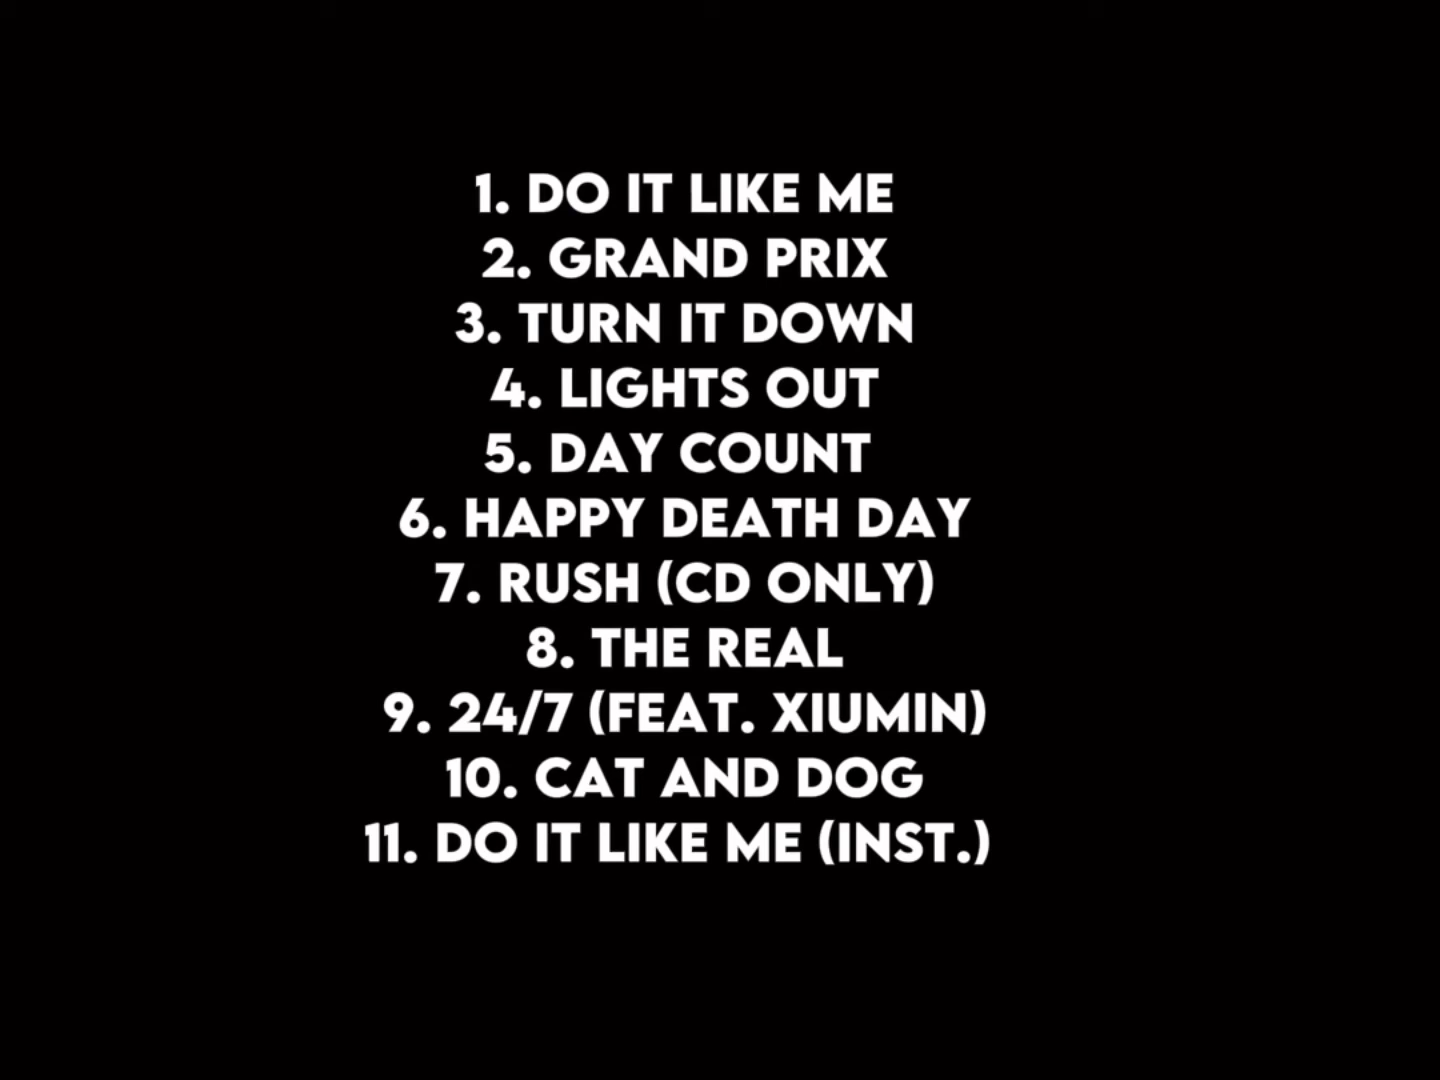 1. DO IT LIKE ME
2. GRAND PRIX
3. TURN IT DOWN
4. LIGHTS OUT
5. DAY COUNT
6. HAPPY DEATH DAY
7. RUSH (CD ONLY)
8. THE REAL
9. 24/7 (FEAT. XIUMIN)
10. CAT AND DOG
11. DO IT LIKE ME (INST.)